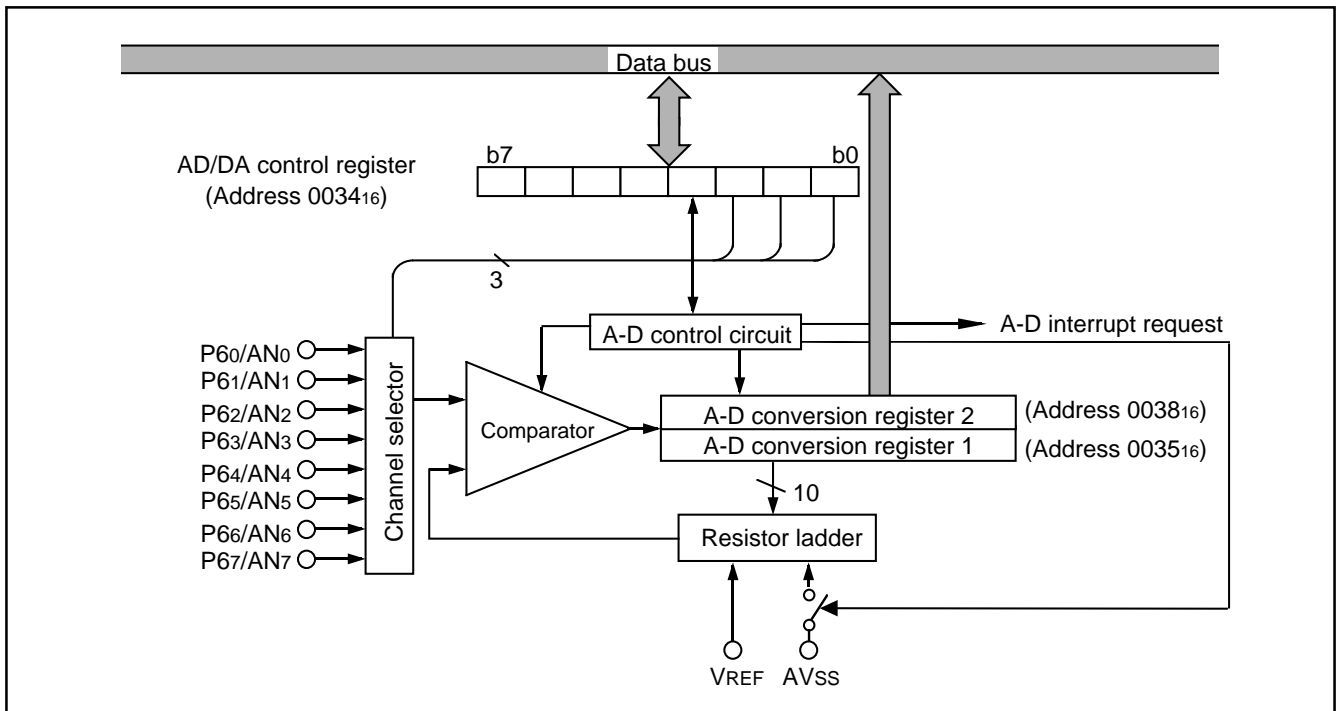 Data bus
b7
b0
AD/DA control register
(Address 003416)
3
A-D control circuit
A-D interrupt request
P60/AN0
P61/AN1
P62/AN2
P63/AN3
P64/AN4
P65/AN5
P66/AN6
P67/AN7
Channel selector
Comparator
A-D conversion register 2
(Address 003816)
A-D conversion register 1
(Address 003516)
10
Resistor ladder
VREF
AVSS